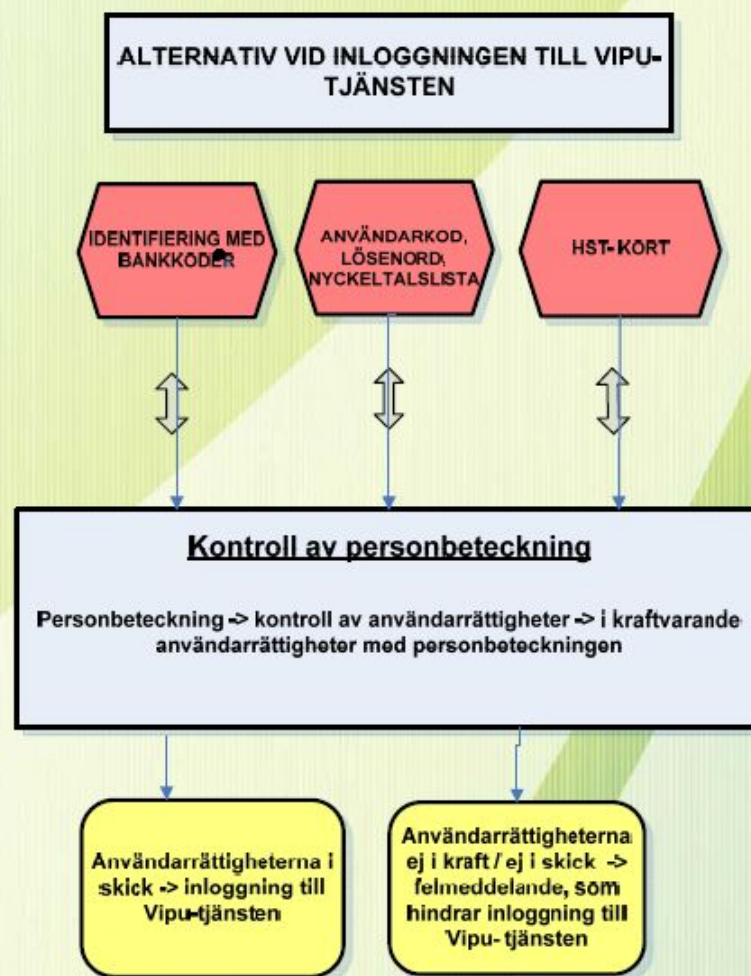 ALTERNATIV VID INLOGGNINGEN TILL VIPU-
TJÄNSTEN
IDENTIFIERING MED
BANKKODER
ANVÄNDARKOD,
LÖSENORD,
NYCKELTALSLISTA
HST- KORT
Kontroll av personbeteckning
Personbeteckning -> kontroll av användarrättigheter -> i kraftvarande
användarrättigheter med personbeteckningen
Användarrättigheterna i
skick -> inloggning till
Vipu-tjänsten
Användarrättigheterna
ej i kraft / ej i skick ->
felmeddelande, som
hindrar inloggning till
Vipu- tjänsten